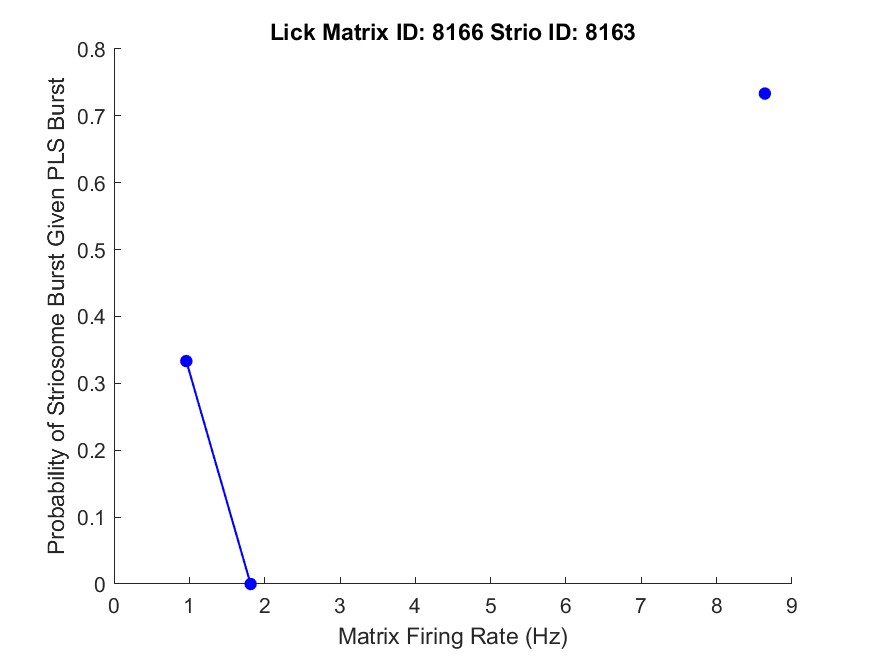 Lick Matrix ID: 8166 Strio ID: 8163
Probability of Striosome Burst Given PLS Burst
0.8
0.7
0.6
0.5
0.4
0.3
0.2
0.1
0
0 1 2 3 4 5 6 7 8 9
Matrix Firing Rate (Hz)